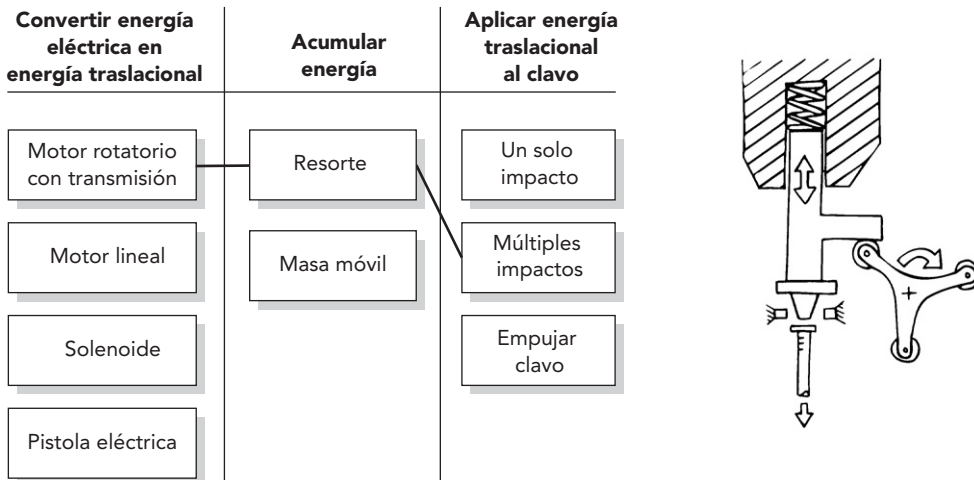 Convertir energía
eléctrica en
energía traslacional
Acumular
energía
Aplicar energía
traslacional
al clavo
Motor rotatorio
con transmisión
Resorte
Un solo
impacto
Motor lineal
Masa móvil
Múltiples
impactos
Solenoide
Empujar
clavo
Pistola eléctrica